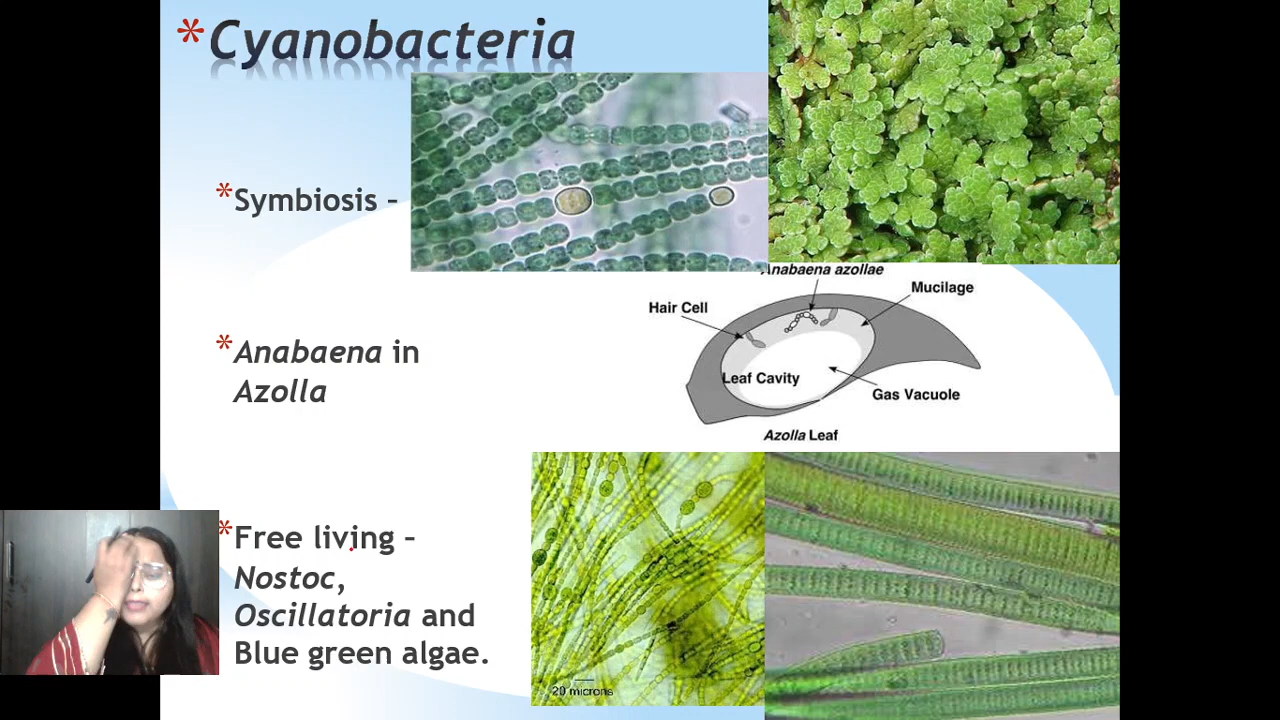 *Cyanobacteria
*Symbiosis –
*Anabaena in
Azolla
*Free living –
Nostoc,
Oscillatoria and
Blue green algae.
Anabaena azollae
Mucilage
Hair Cell
Leaf Cavity
Gas Vacuole
Azolla Leaf
20 microns